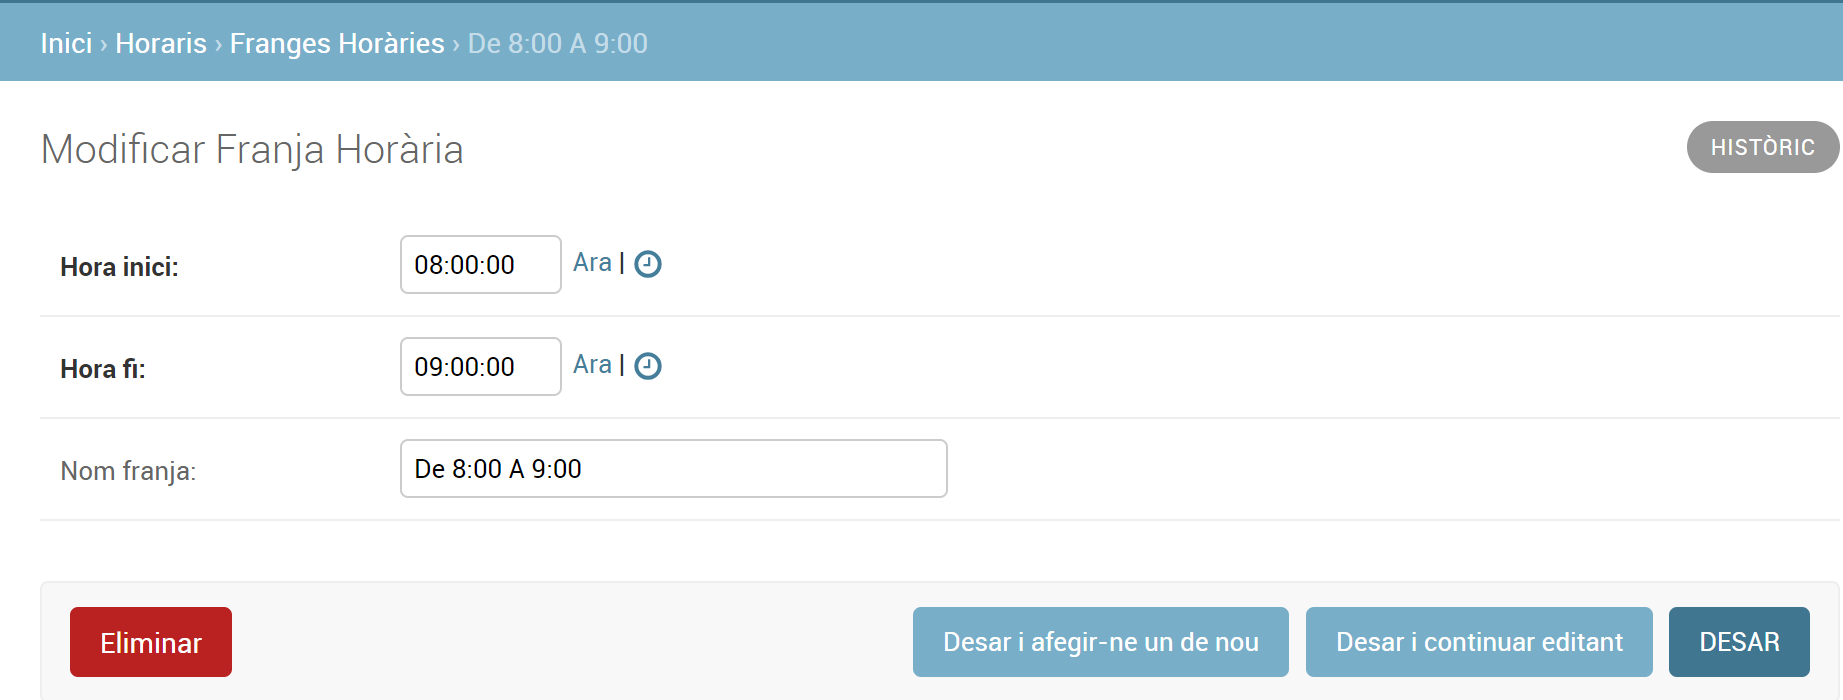 Inici › Horaris › Franges Horàries › De 8:00 A 9:00
Modificar Franja Horària
HISTÒRIC
Hora inici: 08:00:00 Ara |
Hora fi: 09:00:00 Ara |
Nom franja: De 8:00 A 9:00
Eliminar Desar i afegir-ne un de nou Desar i continuar editant DESAR